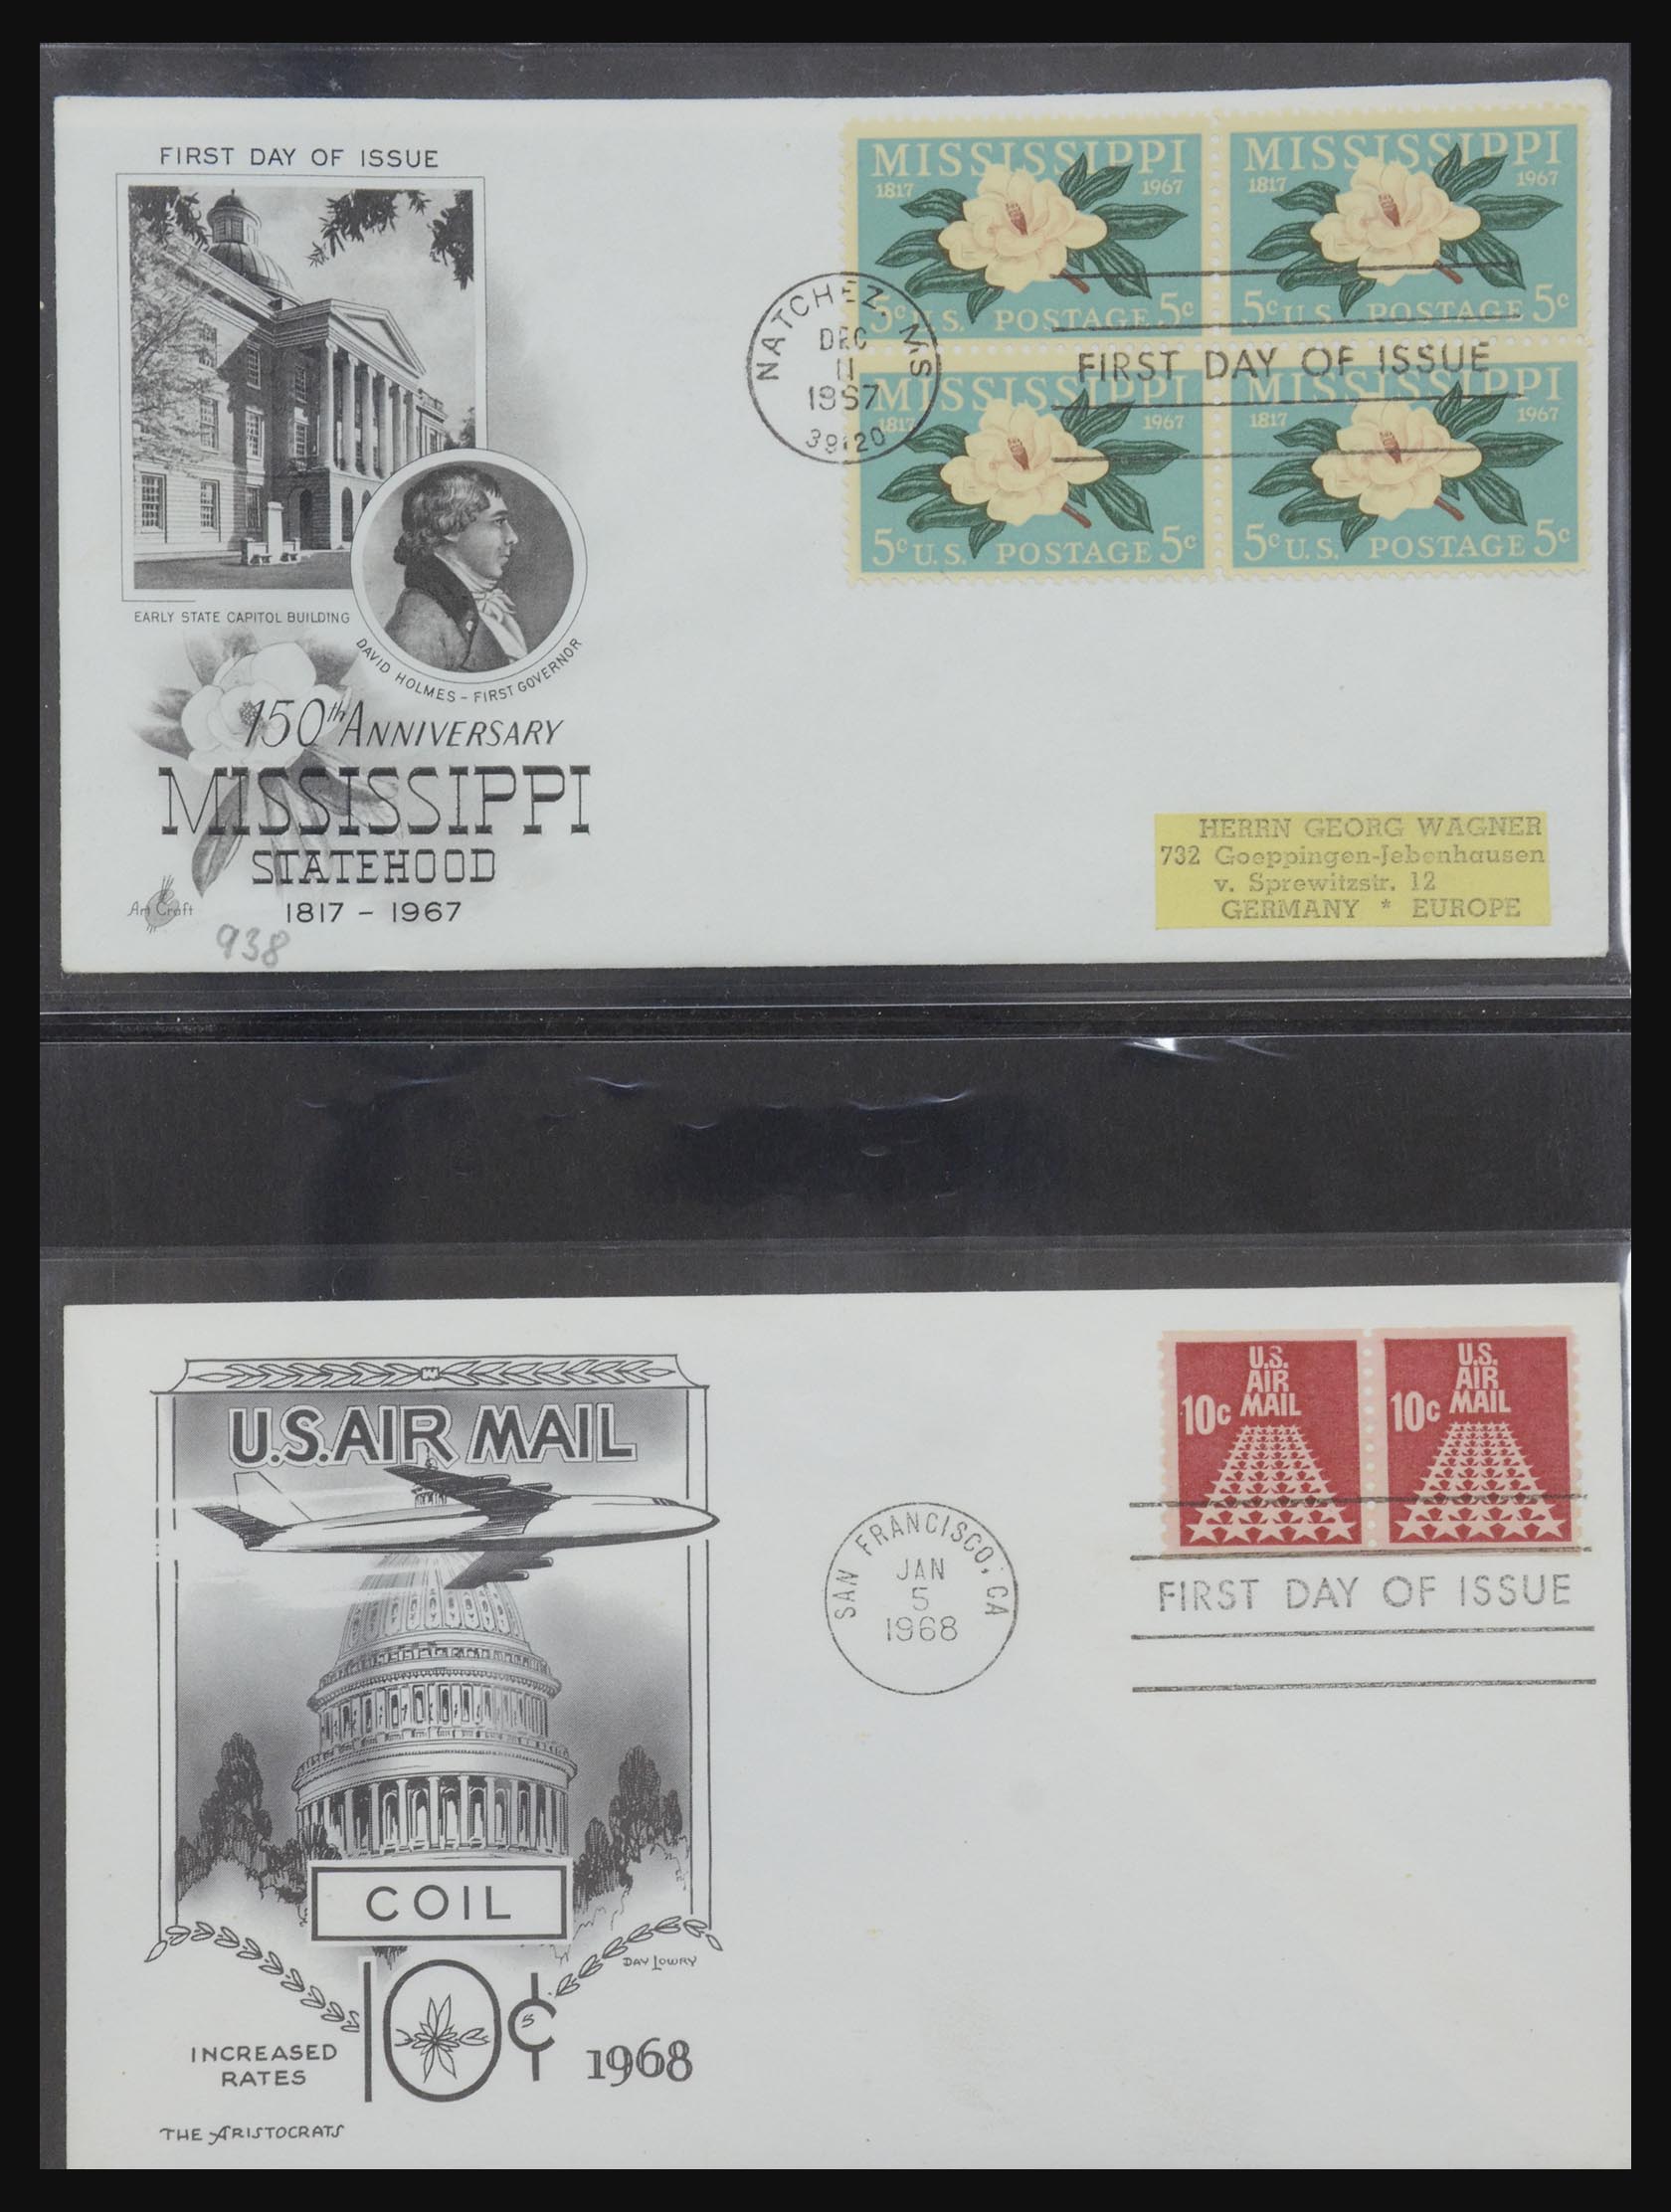 FIRST DAY OF ISSUE
EARLY STATE CAPITOL BUILDING
DAVID HOLMES - FIRST GOVERNOR
150th ANNIVERSARY
MISSISSIPPI
STATEHOOD
1817 - 1967
Art Craft
938
NATCHEZ, MS
DEC
11
1967
39120
MISSISSIPPI
1817 1967
5c U.S. POSTAGE 5c
MISSISSIPPI
1817 1967
5c U.S. POSTAGE 5c
FIRST DAY OF ISSUE
MISSISSIPPI
1817 1967
5c U.S. POSTAGE 5c
MISSISSIPPI
1817 1967
5c U.S. POSTAGE 5c
HERRN GEORG WAGNER
732 Goeppingen-Jebenhausen
v. Sprewitzstr. 12
GERMANY * EUROPE
U.S. AIR MAIL
COIL
DAY LOWRY
10¢
INCREASED
RATES
1968
THE ARISTOCRATS
SAN FRANCISCO, CA
JAN
5
1968
U.S.
AIR
10c MAIL
U.S.
AIR
10c MAIL
FIRST DAY OF ISSUE